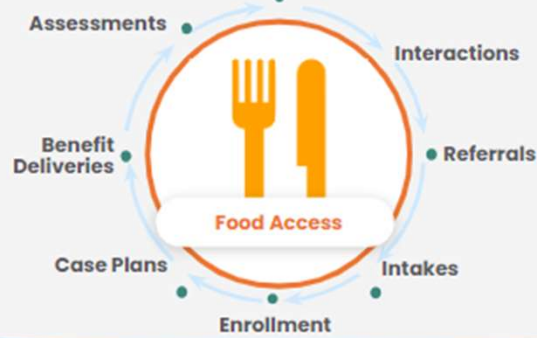 Assessments
Interactions
Benefit
Deliveries
Referrals
Food Access
Case Plans
Intakes
Enrollment